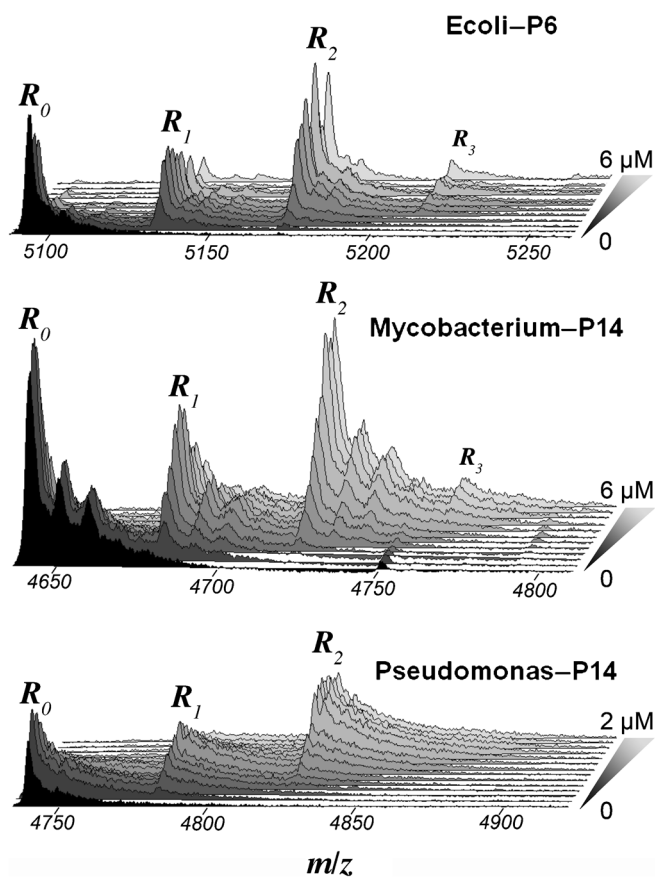 Ecoli–P6
R0
R1
R2
R3
6 µM
0
5100 5150 5200 5250
Mycobacterium–P14
R0
R1
R2
R3
6 µM
0
4650 4700 4750 4800
Pseudomonas–P14
R0
R1
R2
2 µM
0
4750 4800 4850 4900
m/z